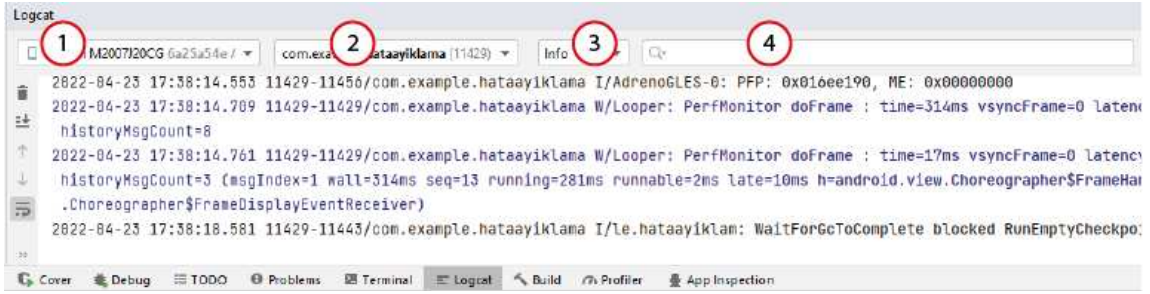 Logcat
1 M2007J20CG 6a25a54e / 2 com.exa ataayiklama (11429) Info 3 4
2022-04-23 17:38:14.553 11429-11456/com.example.hataayiklama I/AdrenoGLES-0: PFP: 0x016ee190, ME: 0x00000000
2022-04-23 17:38:14.709 11429-11429/com.example.hataayiklama W/Looper: PerfMonitor doFrame : time=314ms vsyncFrame=0 latency
historyMsgCount=8
2022-04-23 17:38:14.761 11429-11429/com.example.hataayiklama W/Looper: PerfMonitor doFrame : time=17ms vsyncFrame=0 latency
historyMsgCount=3 (msgIndex=1 wall=314ms seq=13 running=281ms runnable=2ms late=10ms h=android.view.Choreographer$FrameHan
.Choreographer$FrameDisplayEventReceiver)
2022-04-23 17:38:18.581 11429-11443/com.example.hataayiklama I/le.hataayiklam: WaitForGcToComplete blocked RunEmptyCheckpo
Cover Debug TODO Problems Terminal Logcat Build Profiler App Inspection